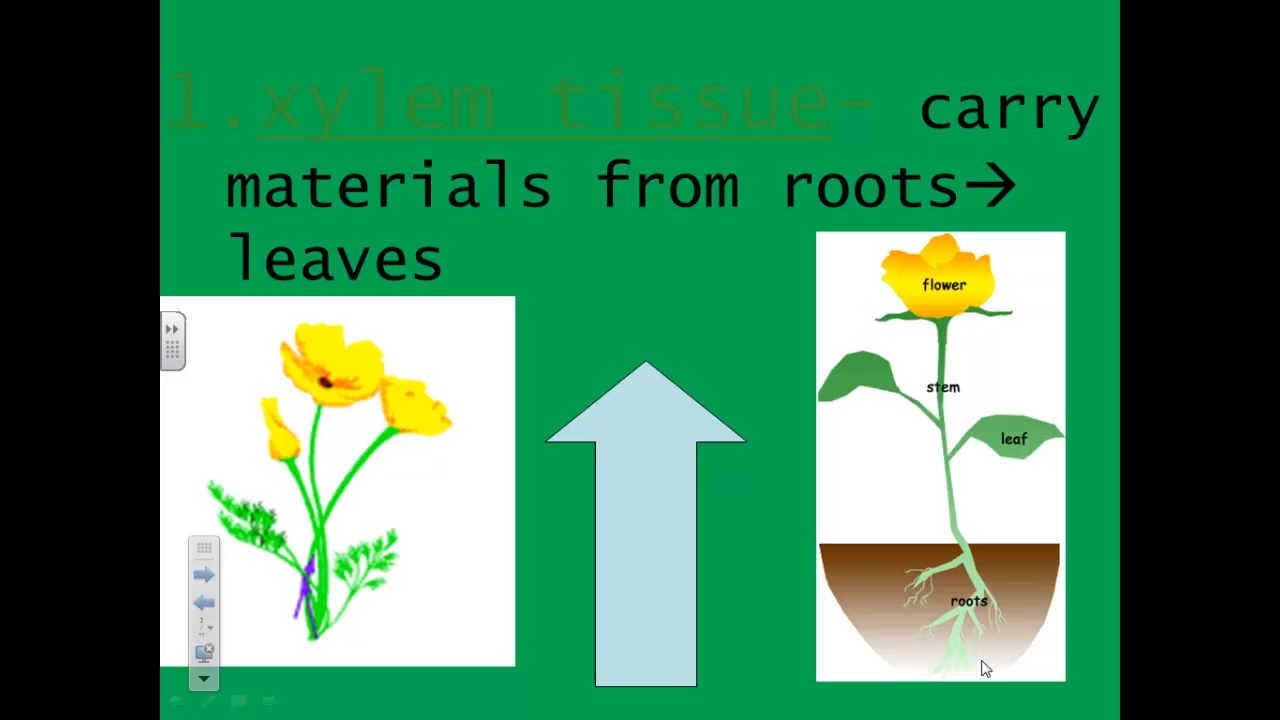 1.xylem tissue- carry
materials from roots→
leaves
flower
stem
leaf
roots